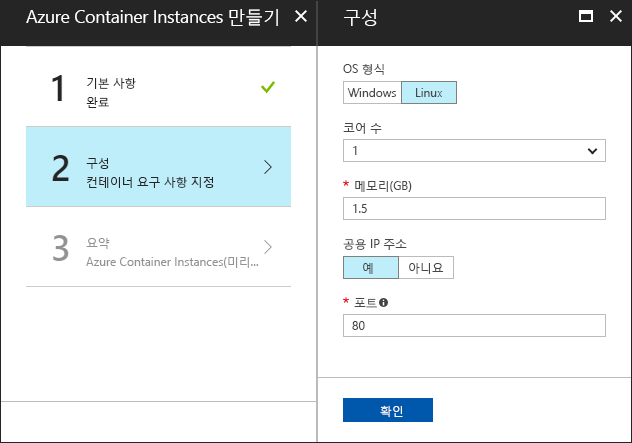 Azure Container Instances 만들기
1
기본 사항
완료
2
구성
컨테이너 요구 사항 지정
3
요약
Azure Container Instances(미리...
구성
OS 형식
Windows Linux
코어 수
1
* 메모리(GB)
1.5
공용 IP 주소
예 아니요
* 포트
80
확인